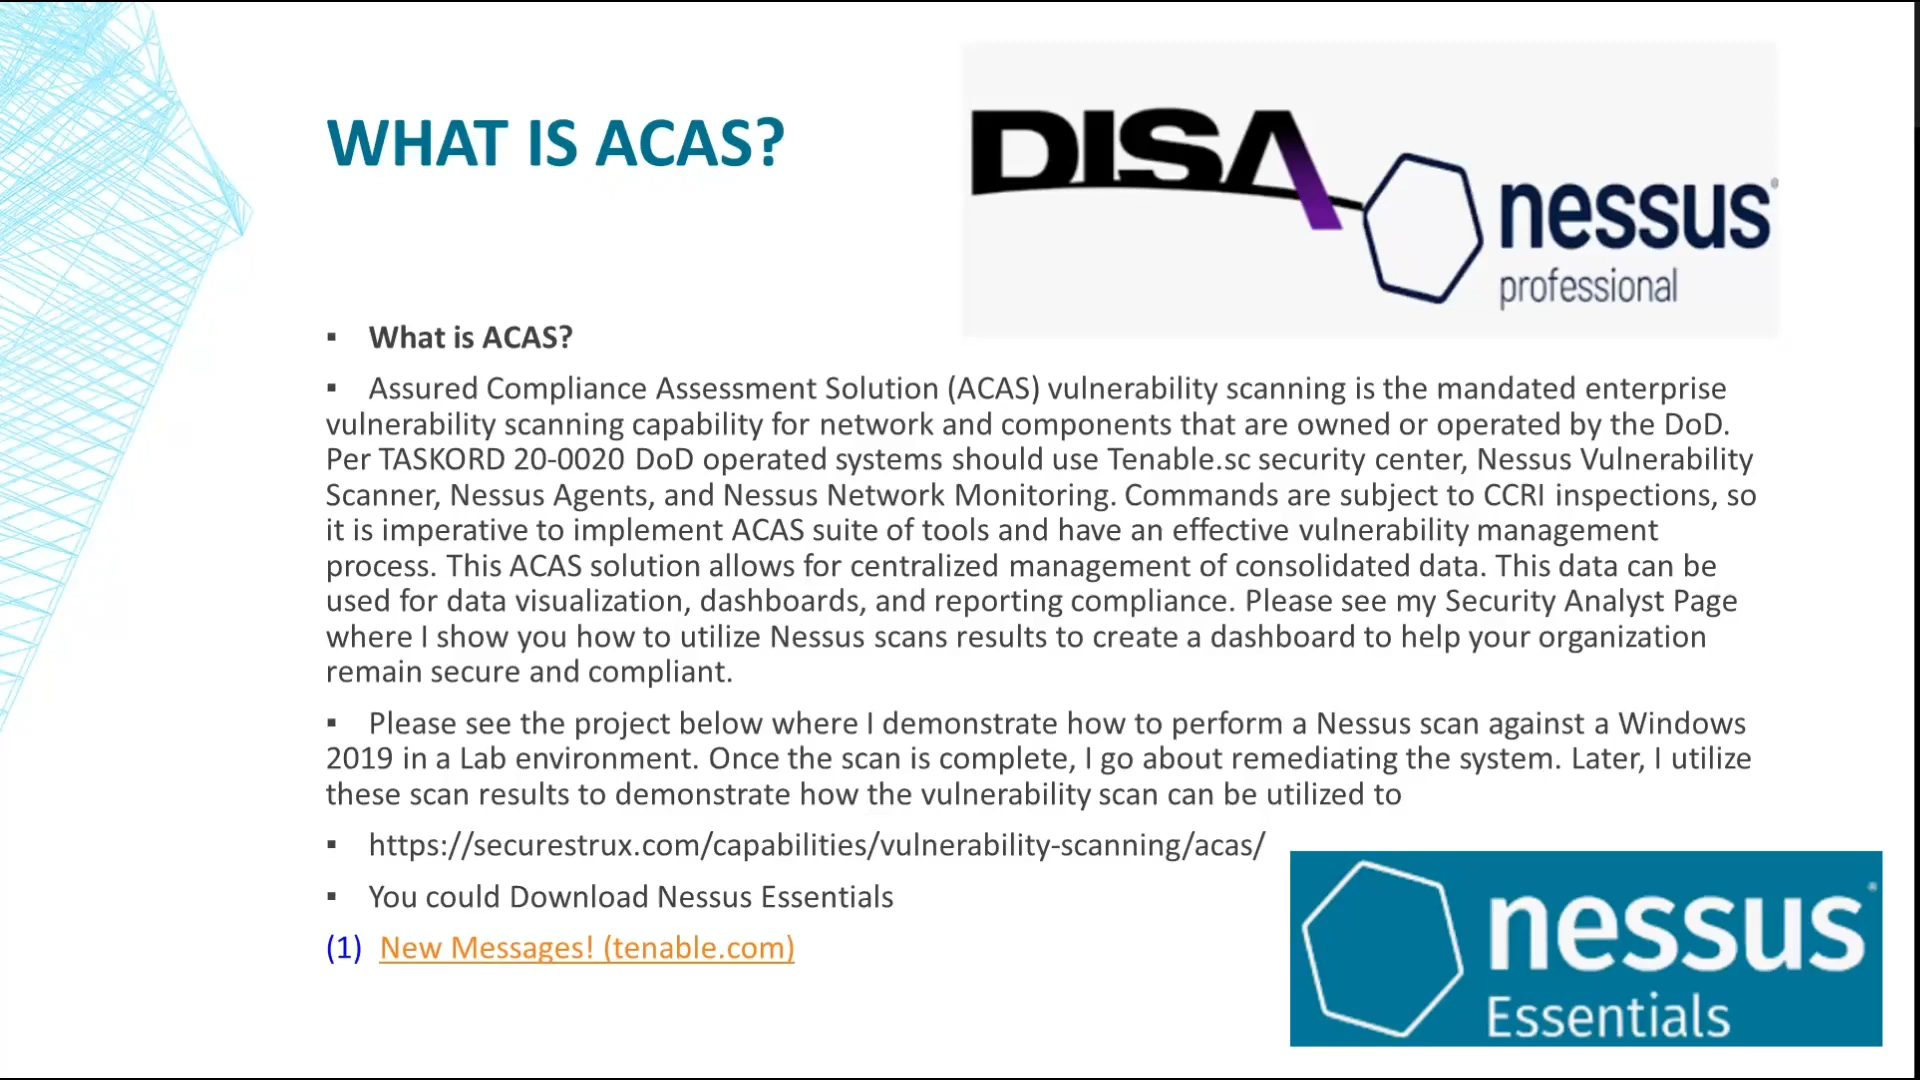 WHAT IS ACAS?
DISA
nessus®
professional
▪ What is ACAS?
▪ Assured Compliance Assessment Solution (ACAS) vulnerability scanning is the mandated enterprise
vulnerability scanning capability for network and components that are owned or operated by the DoD.
Per TASKORD 20-0020 DoD operated systems should use Tenable.sc security center, Nessus Vulnerability
Scanner, Nessus Agents, and Nessus Network Monitoring. Commands are subject to CCRI inspections, so
it is imperative to implement ACAS suite of tools and have an effective vulnerability management
process. This ACAS solution allows for centralized management of consolidated data. This data can be
used for data visualization, dashboards, and reporting compliance. Please see my Security Analyst Page
where I show you how to utilize Nessus scans results to create a dashboard to help your organization
remain secure and compliant.
▪ Please see the project below where I demonstrate how to perform a Nessus scan against a Windows
2019 in a Lab environment. Once the scan is complete, I go about remediating the system. Later, I utilize
these scan results to demonstrate how the vulnerability scan can be utilized to
▪ https://securestrux.com/capabilities/vulnerability-scanning/acas/
▪ You could Download Nessus Essentials
(1) New Messages! (tenable.com)
nessus®
Essentials